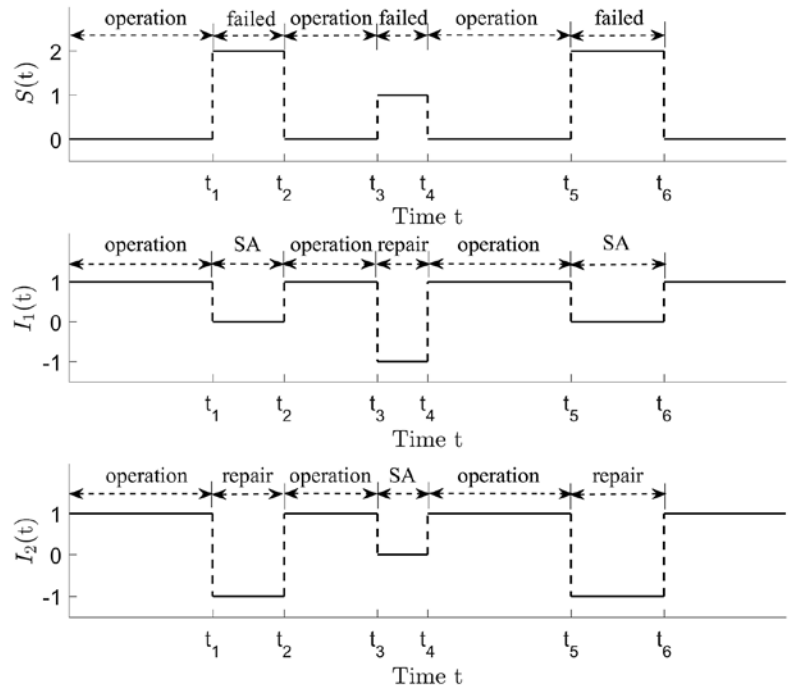 operation failed operation failed operation failed
S(t)
2
1
0
t1 t2 t3 t4 t5 t6
Time t
operation SA operation repair operation SA
I1(t)
1
0
-1
t1 t2 t3 t4 t5 t6
Time t
operation repair operation SA operation repair
I2(t)
1
0
-1
t1 t2 t3 t4 t5 t6
Time t